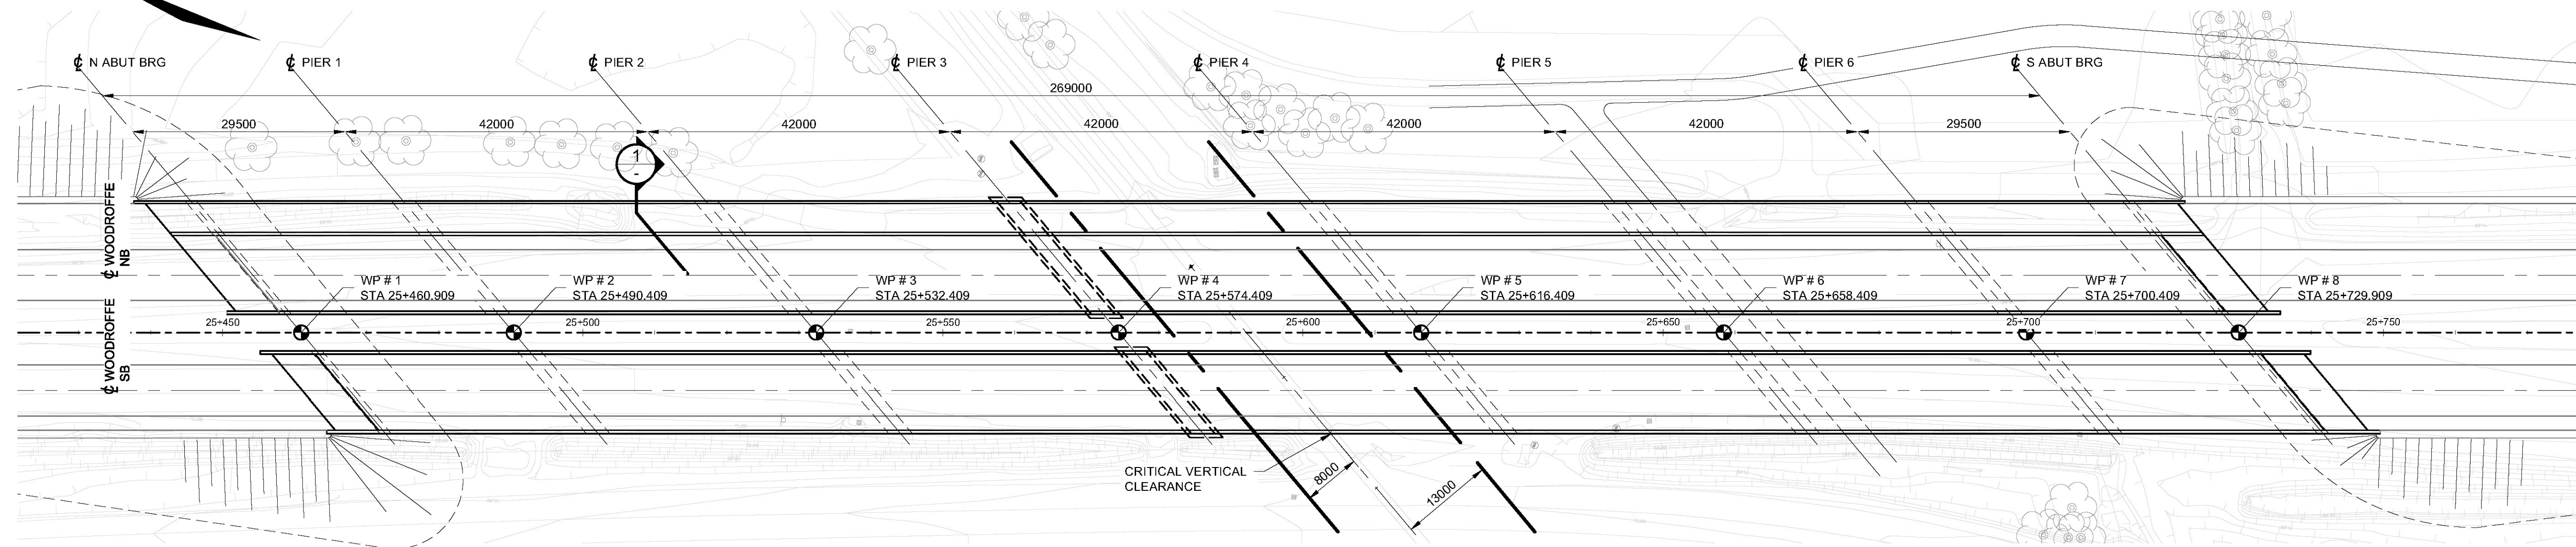 ℄ N ABUT BRG
℄ PIER 1
℄ PIER 2
℄ PIER 3
℄ PIER 4
℄ PIER 5
℄ PIER 6
℄ S ABUT BRG
269000
29500
42000
42000
42000
42000
42000
29500
1
-
℄ WOODROFFE
NB
℄ WOODROFFE
SB
WP # 1
STA 25+460.909
WP # 2
STA 25+490.409
WP # 3
STA 25+532.409
WP # 4
STA 25+574.409
WP # 5
STA 25+616.409
WP # 6
STA 25+658.409
WP # 7
STA 25+700.409
WP # 8
STA 25+729.909
25+450
25+500
25+550
25+600
25+650
25+700
25+750
CRITICAL VERTICAL
CLEARANCE
8000
13000